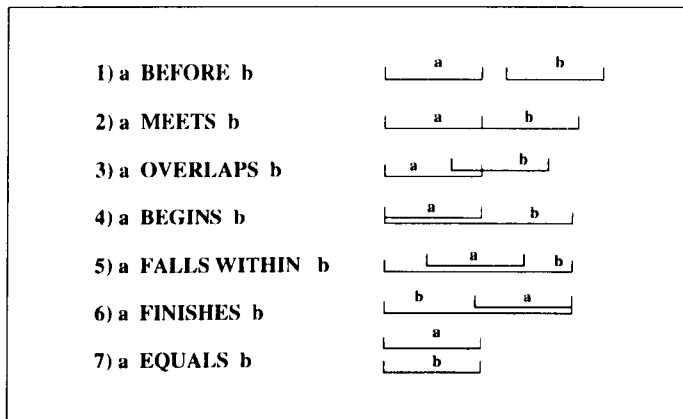 1) a BEFORE b a b
2) a MEETS b a b
3) a OVERLAPS b a b
4) a BEGINS b a b
5) a FALLS WITHIN b a b
6) a FINISHES b b a
7) a EQUALS b a
b